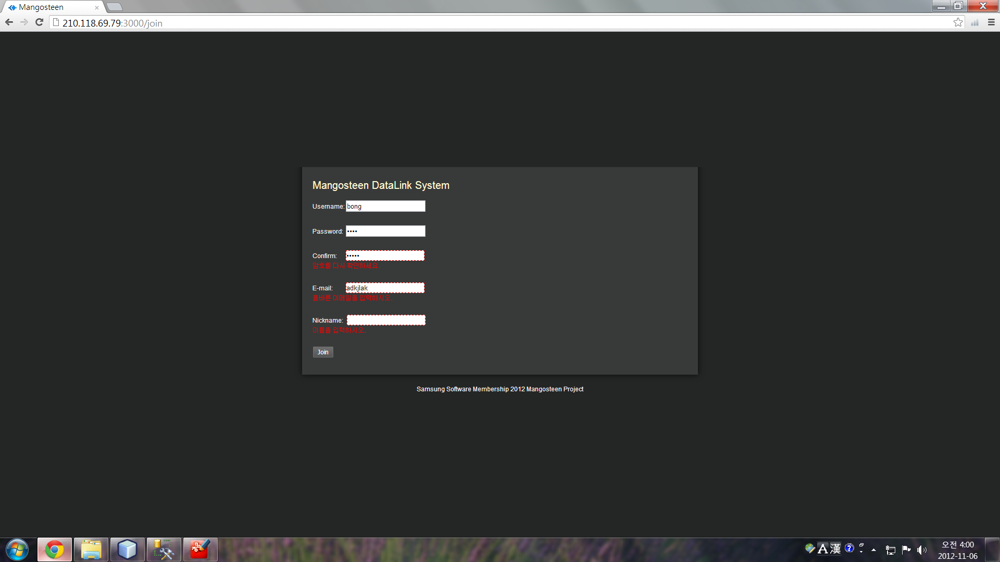 Mangosteen
210.118.69.79:3000/join
Mangosteen DataLink System
Username: bong
Password: ••••
Confirm: •••••
암호를 다시 확인하세요.
E-mail: adkjlak
올바른 이메일을 입력하시오.
Nickname:
이름을 입력하시오.
Join
Samsung Software Membership 2012 Mangosteen Project
A 漢
오전 4:00
2012-11-06